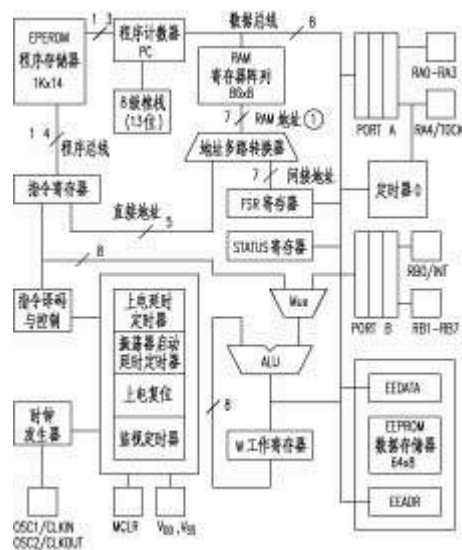 EPEROM
程序存储器
1Kx14
1 3
程序计数器
PC
8级堆栈
(13位)
数据总线
8
RAM
寄存器阵列
86x8
7
RAM 地址 ①
地址多路转换器
7
间接地址
FSR 寄存器
STATUS 寄存器
1 4
程序总线
指令寄存器
直接地址
5
8
指令译码
与控制
上电延时
定时器
振荡器启动
延时定时器
上电复位
监视定时器
时钟
发生器
OSC1/CLKIN
OSC2/CLKOUT
MCLR
VDD,VSS
Mux
ALU
8
W工作寄存器
PORT A
RA0-RA3
RA4/TOCK
定时器0
PORT B
RB0/INT
RB1-RB7
EEDATA
EEPROM
数据存储器
64x8
EEADR